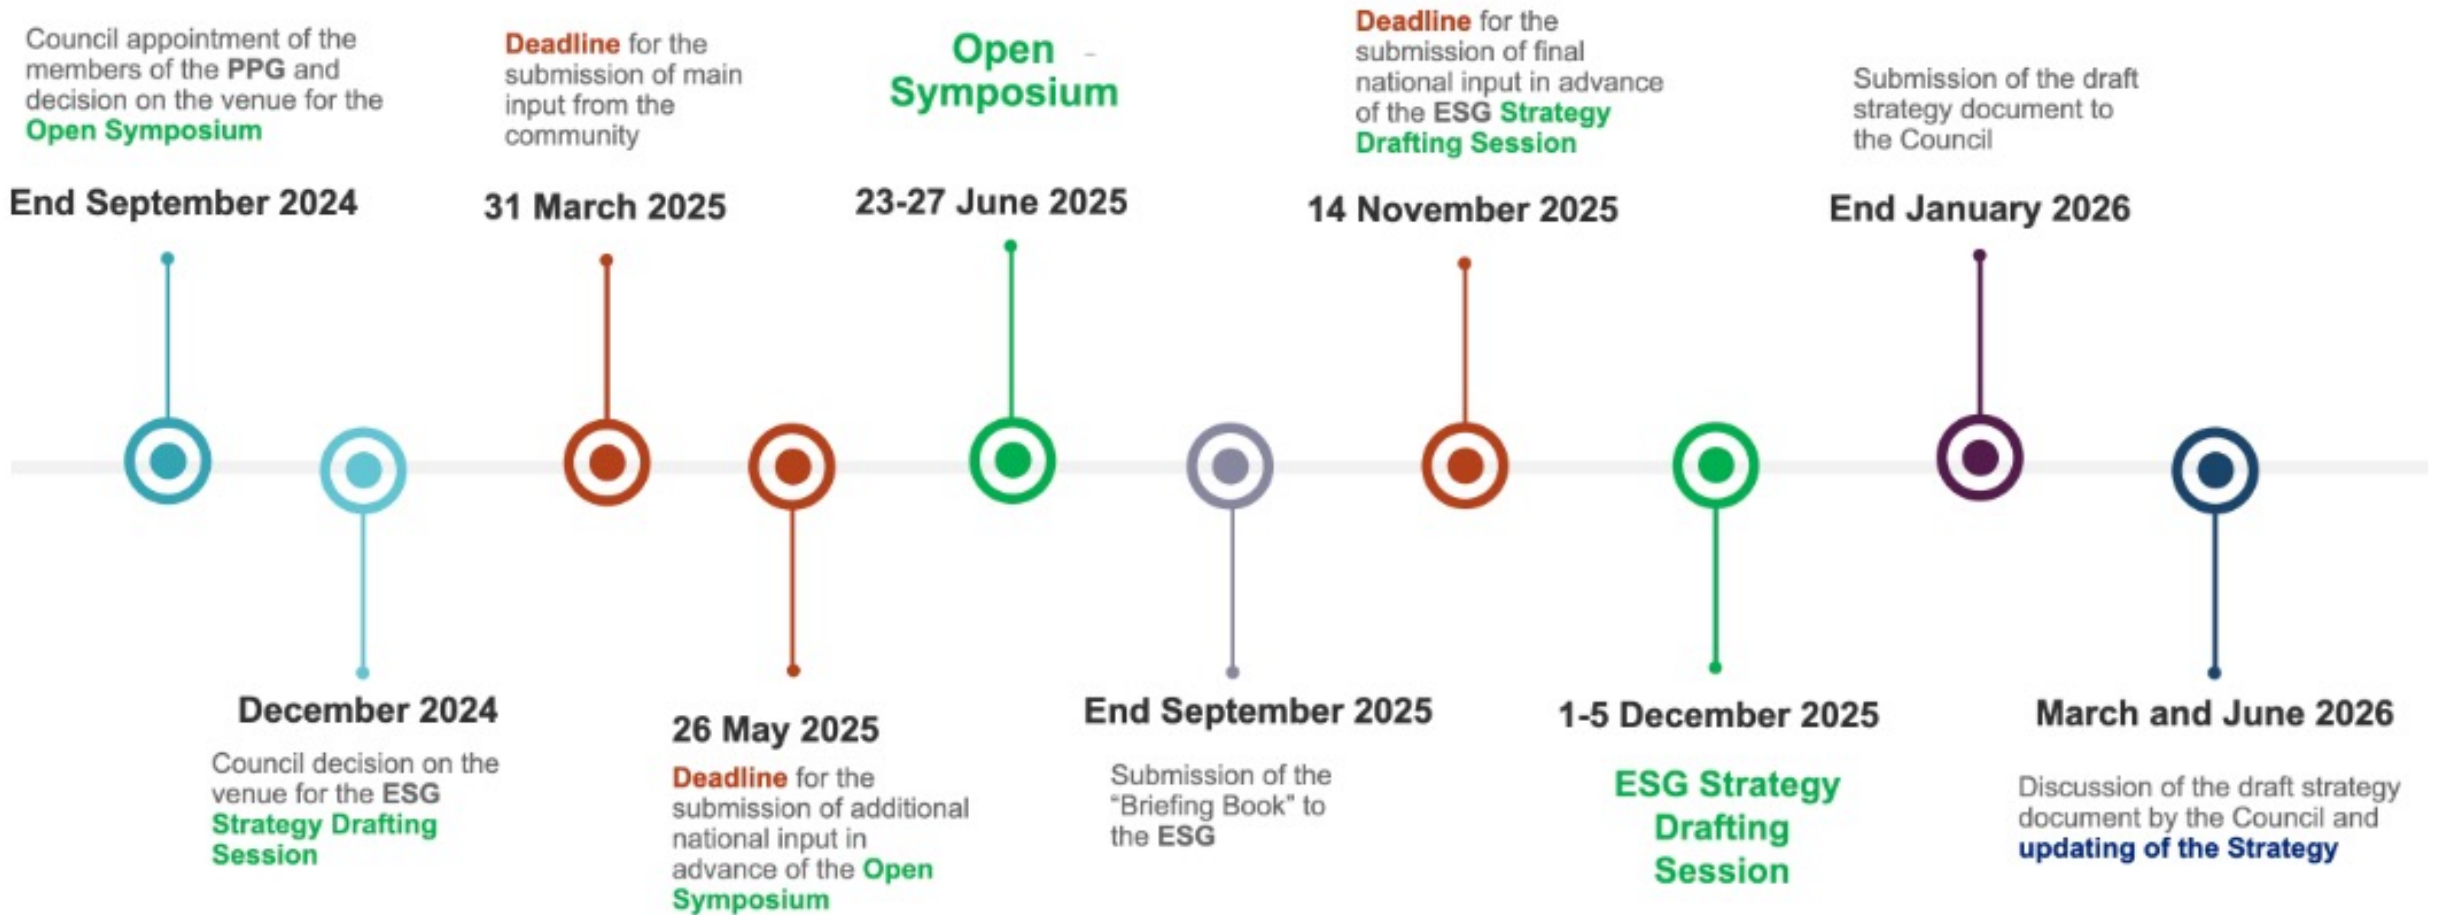 Council appointment of the
members of the PPG and
decision on the venue for the
Open Symposium
End September 2024
December 2024
Council decision on the
venue for the ESG
Strategy Drafting
Session
Deadline for the
submission of main
input from the
community
31 March 2025
26 May 2025
Deadline for the
submission of additional
national input in
advance of the Open
Symposium
Open
Symposium
23-27 June 2025
End September 2025
Submission of the
“Briefing Book” to
the ESG
Deadline for the
submission of final
national input in advance
of the ESG Strategy
Drafting Session
14 November 2025
1-5 December 2025
ESG Strategy
Drafting
Session
Submission of the draft
strategy document to
the Council
End January 2026
March and June 2026
Discussion of the draft strategy
document by the Council and
updating of the Strategy